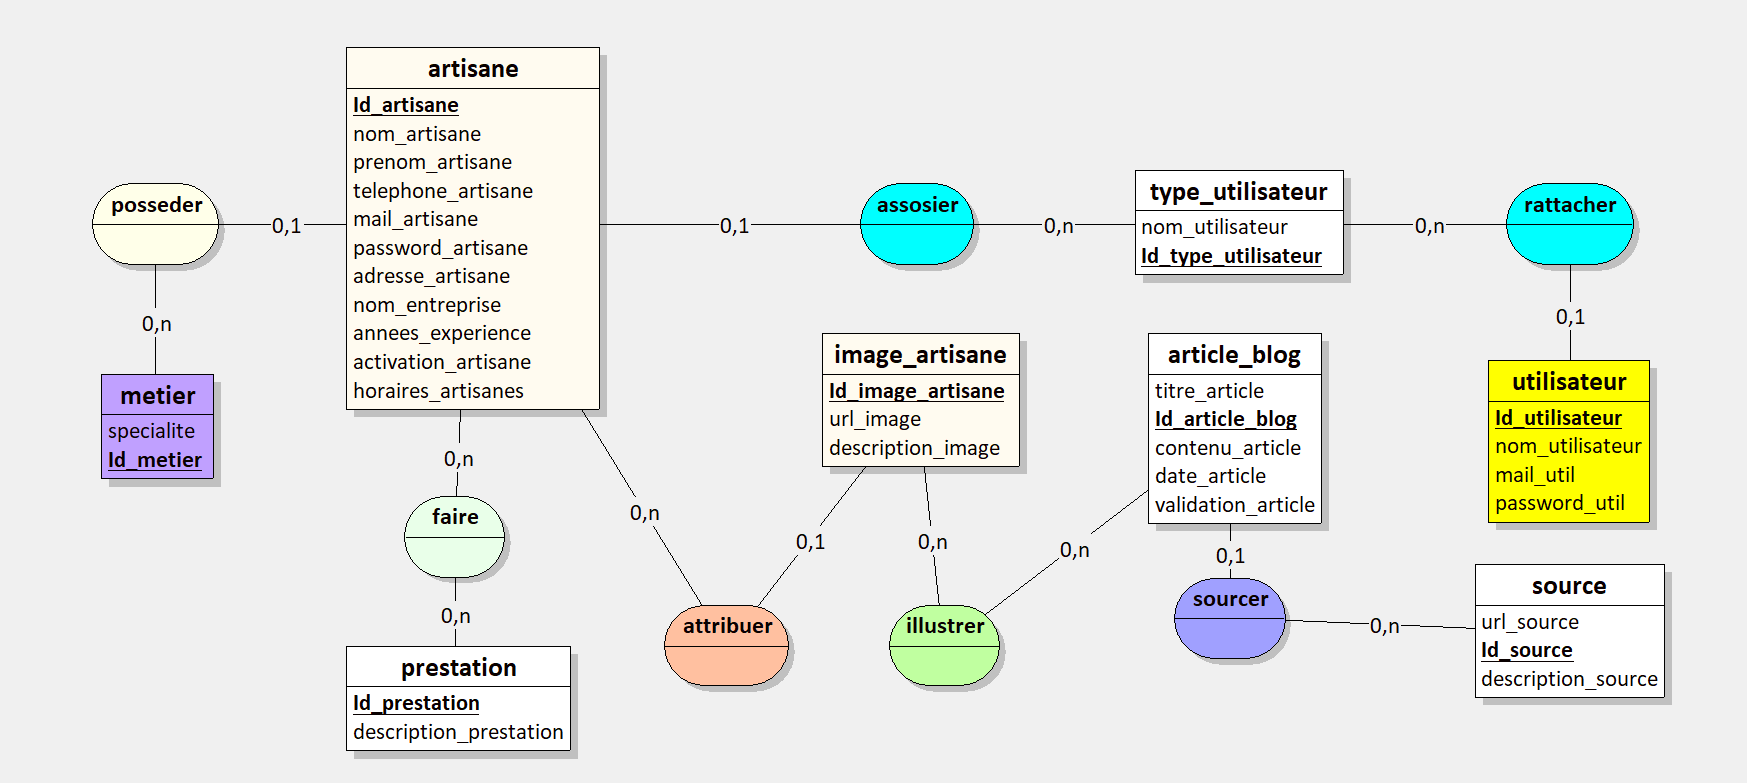 artisane
Id_artisane
nom_artisane
prenom_artisane
telephone_artisane
mail_artisane
password_artisane
adresse_artisane
nom_entreprise
annees_experience
activation_artisane
horaires_artisanes
posseder
0,1
0,n
metier
specialite
Id_metier
0,n
faire
0,n
prestation
Id_prestation
description_prestation
0,1
assosier
0,n
type_utilisateur
nom_utilisateur
Id_type_utilisateur
0,n
rattacher
0,1
utilisateur
Id_utilisateur
nom_utilisateur
mail_util
password_util
image_artisane
Id_image_artisane
url_image
description_image
0,n
0,1
attribuer
0,n
illustrer
0,n
article_blog
titre_article
Id_article_blog
contenu_article
date_article
validation_article
0,1
sourcer
0,n
source
url_source
Id_source
description_source